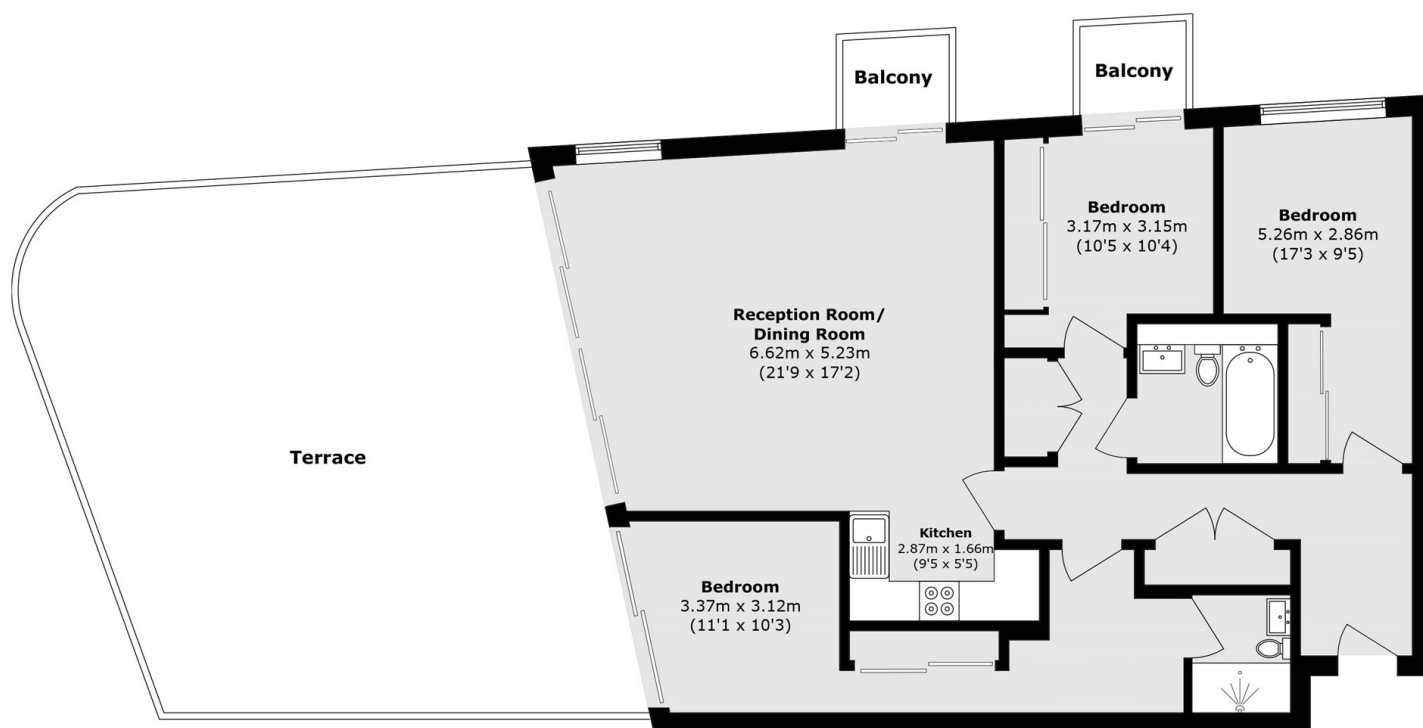 Balcony
Balcony
Bedroom
3.17m x 3.15m
(10'5 x 10'4)
Bedroom
5.26m x 2.86m
(17'3 x 9'5)
Reception Room/
Dining Room
6.62m x 5.23m
(21'9 x 17'2)
Terrace
Kitchen
2.87m x 1.66m
(9'5 x 5'5)
Bedroom
3.37m x 3.12m
(11'1 x 10'3)